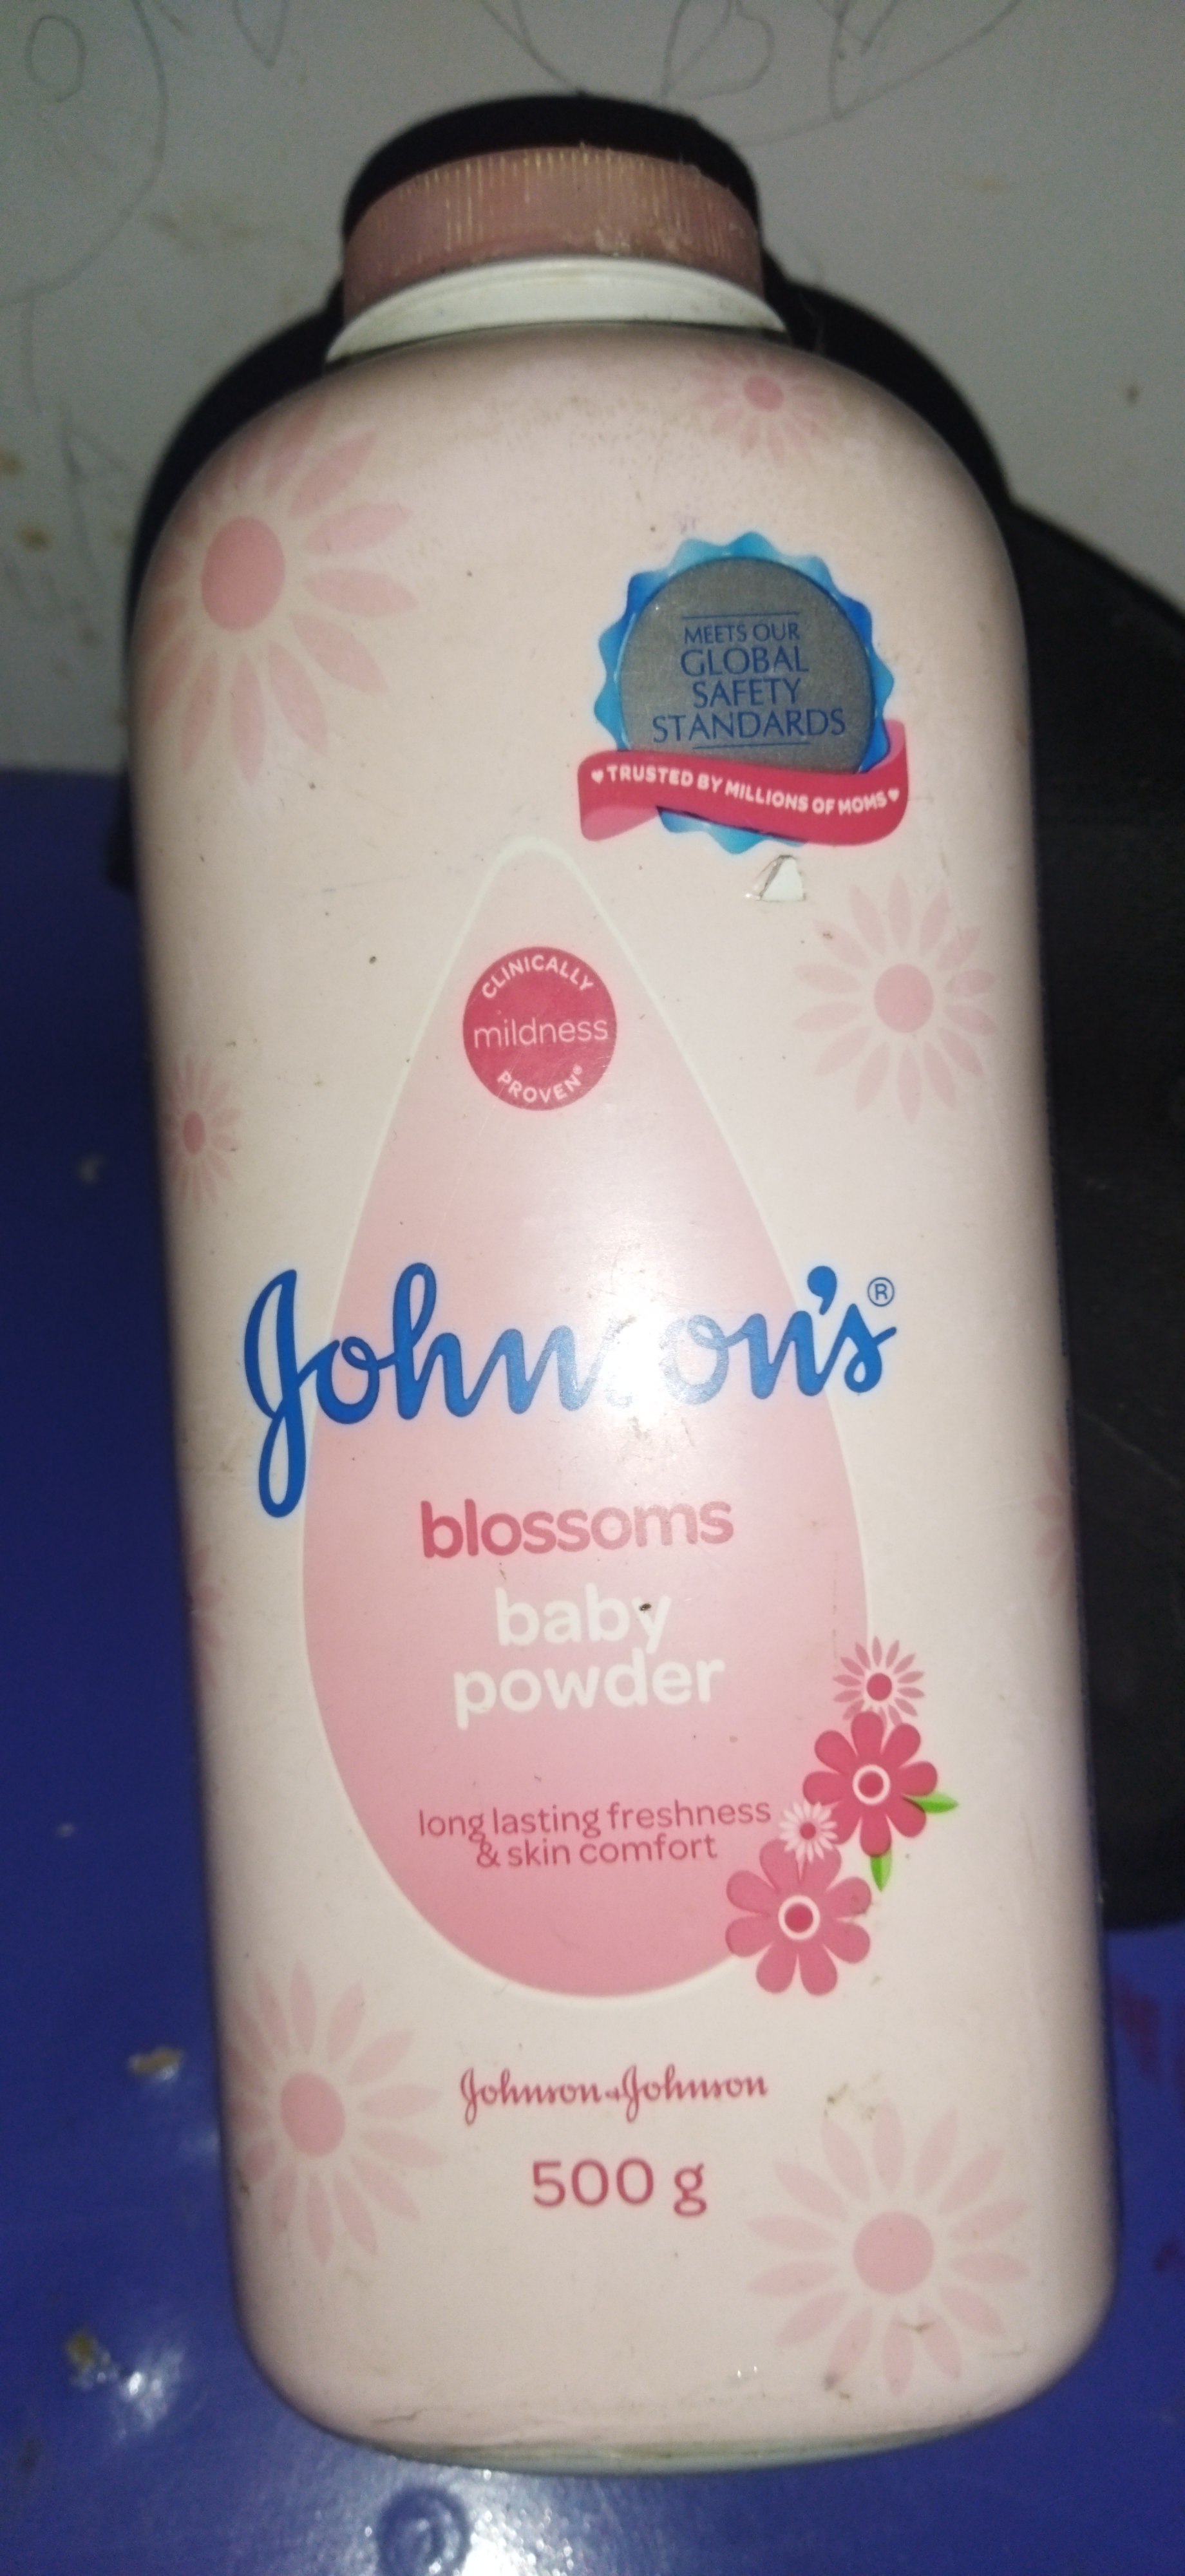 MEETS OUR
GLOBAL
SAFETY
STANDARDS
♥TRUSTED BY MILLIONS OF MOMS♥
CLINICALLY
mildness
PROVEN®
Johnson's®
blossoms
baby
powder
long lasting freshness
& skin comfort
Johnson & Johnson
500 g